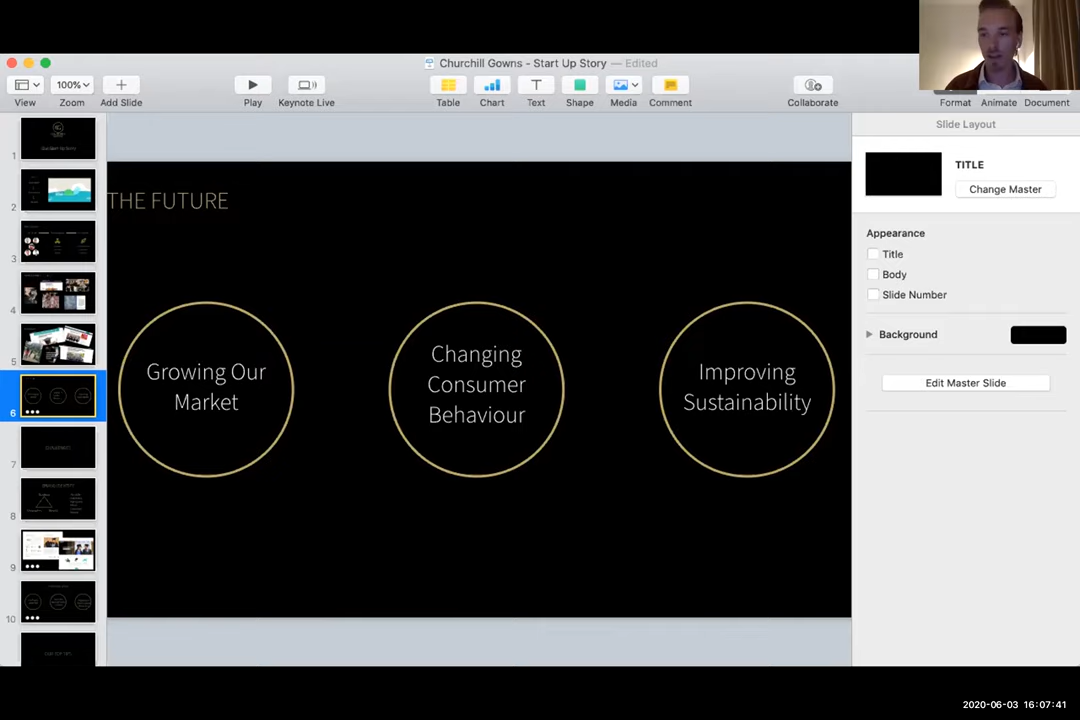 Churchill Gowns - Start Up Story — Edited
View
100%
Zoom
Add Slide
Play
Keynote Live
Table
Chart
Text
Shape
Media
Comment
Collaborate
Format
Animate
Document
Slide Layout
TITLE
Change Master
Appearance
Title
Body
Slide Number
Background
Edit Master Slide
1
2
3
4
5
6
7
8
9
10
THE FUTURE
Growing Our
Market
Changing
Consumer
Behaviour
Improving
Sustainability
2020-06-03 16:07:41